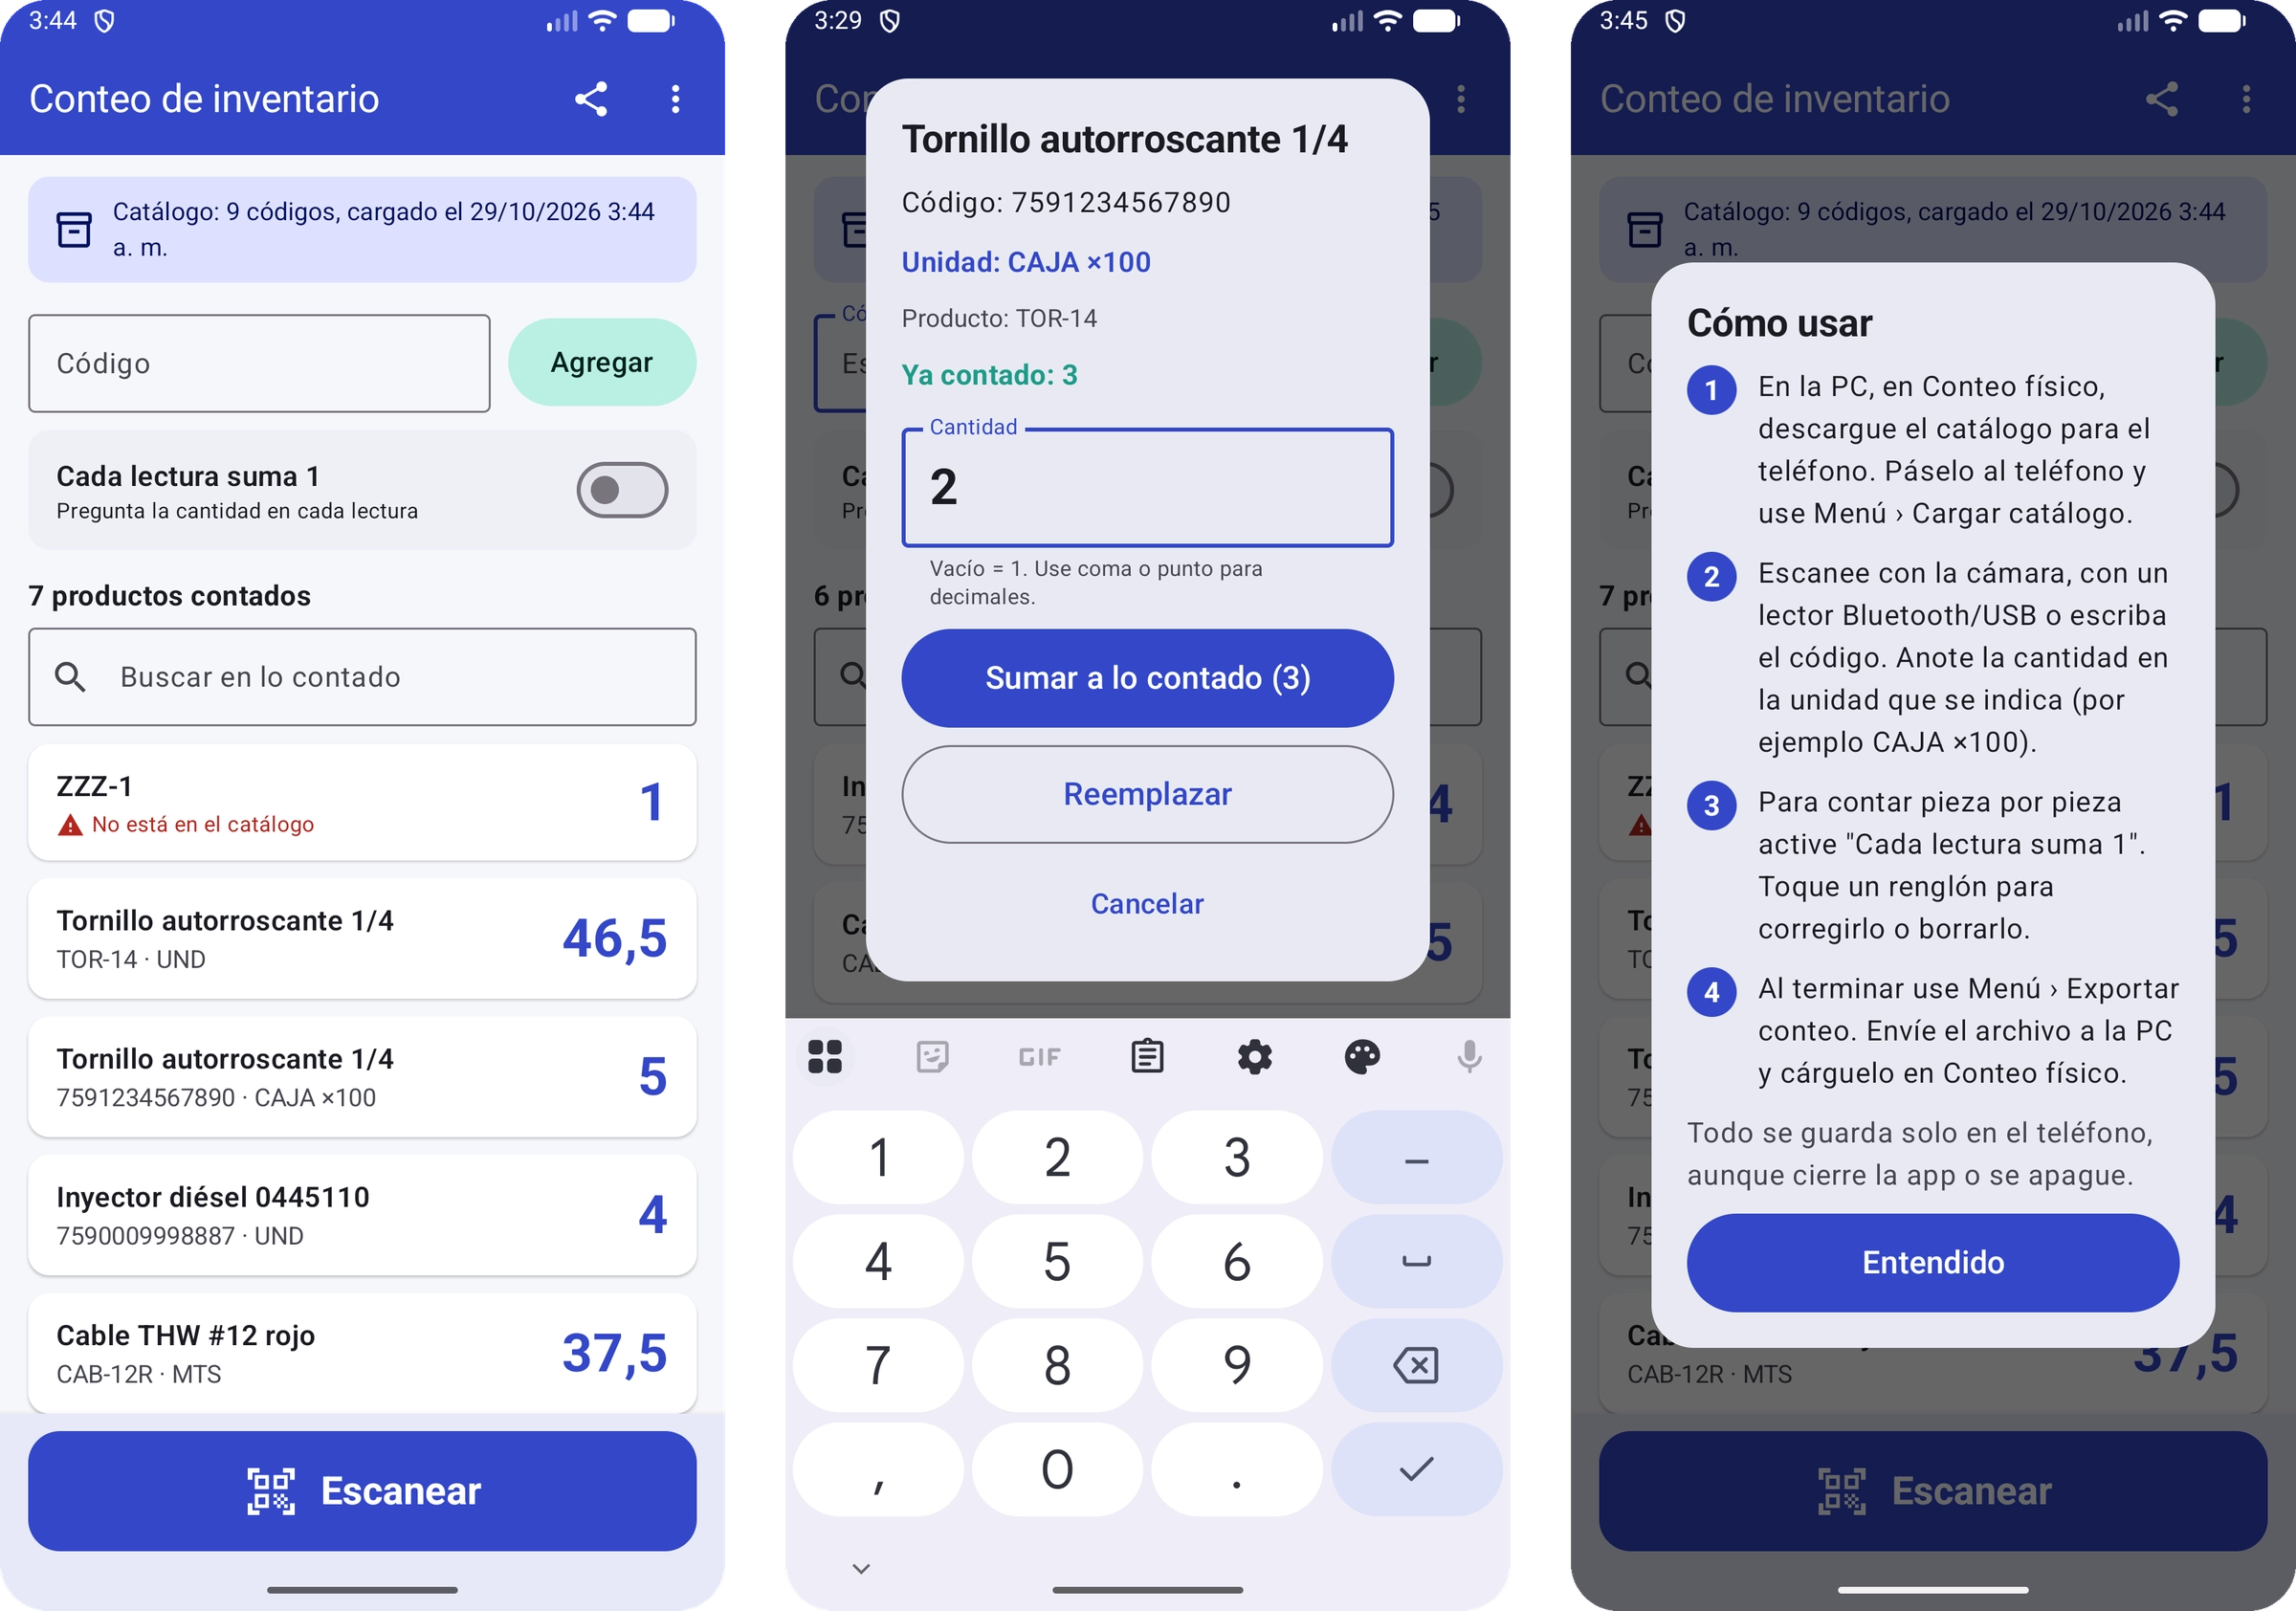 3:44
Conteo de inventario
Catálogo: 9 códigos, cargado el 29/10/2026 3:44
a. m.
Código
Agregar
Cada lectura suma 1
Pregunta la cantidad en cada lectura
7 productos contados
Buscar en lo contado
ZZZ-1
No está en el catálogo
1
Tornillo autorroscante 1/4
TOR-14 · UND
46,5
Tornillo autorroscante 1/4
7591234567890 · CAJA ×100
5
Inyector diésel 0445110
7590009998887 · UND
4
Cable THW #12 rojo
CAB-12R · MTS
37,5
Escanear
3:29
Tornillo autorroscante 1/4
Código: 7591234567890
Unidad: CAJA ×100
Producto: TOR-14
Ya contado: 3
Cantidad
2
Vacío = 1. Use coma o punto para
decimales.
Sumar a lo contado (3)
Reemplazar
Cancelar
GIF
1 2 3 –
4 5 6
7 8 9
, 0 .
3:45
Conteo de inventario
Catálogo: 9 códigos, cargado el 29/10/2026 3:44
a. m.
Cómo usar
1 En la PC, en Conteo físico,
descargue el catálogo para el
teléfono. Páselo al teléfono y
use Menú › Cargar catálogo.
2 Escanee con la cámara, con un
lector Bluetooth/USB o escriba
el código. Anote la cantidad en
la unidad que se indica (por
ejemplo CAJA ×100).
3 Para contar pieza por pieza
active "Cada lectura suma 1".
Toque un renglón para
corregirlo o borrarlo.
4 Al terminar use Menú › Exportar
conteo. Envíe el archivo a la PC
y cárguelo en Conteo físico.
Todo se guarda solo en el teléfono,
aunque cierre la app o se apague.
Entendido
CAB-12R · MTS
37,5
Escanear